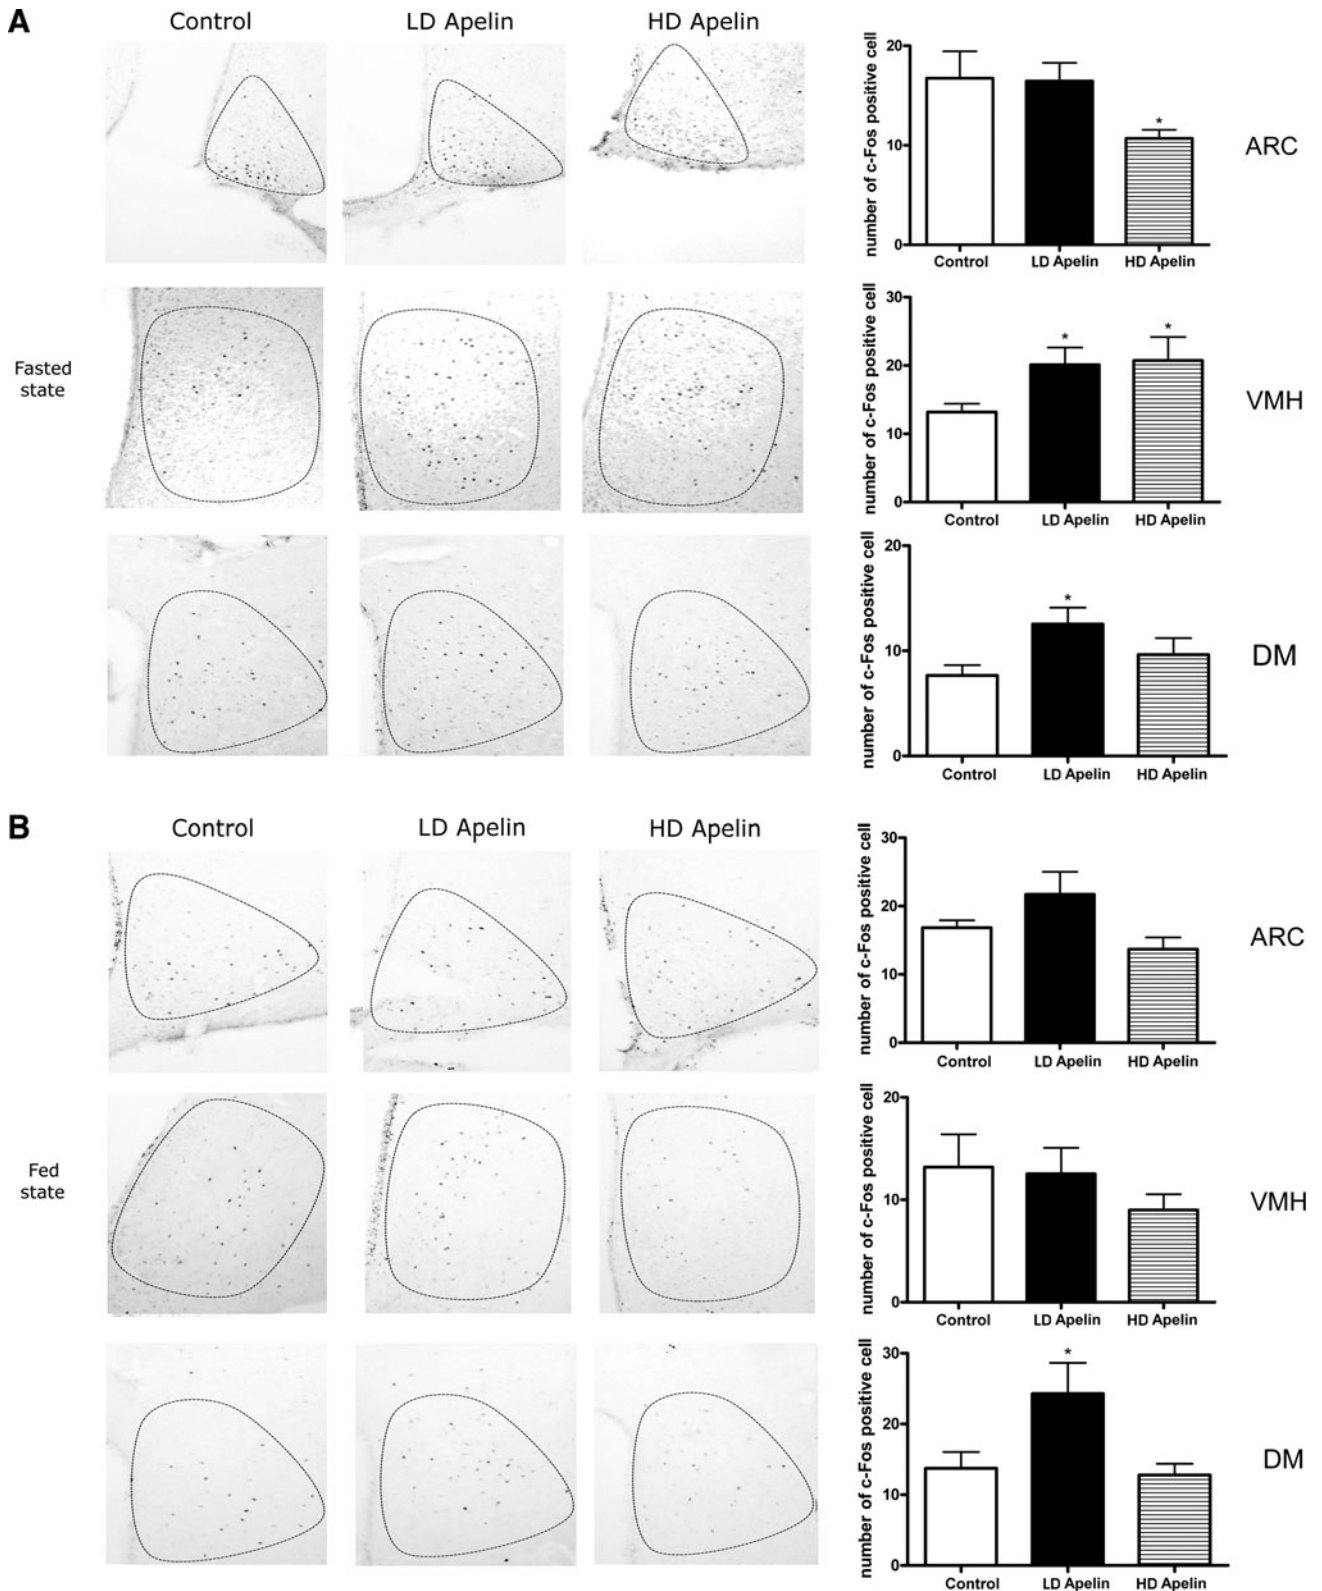 A
Control
LD Apelin
HD Apelin
number of c-Fos positive cell
20
10
0
*
Control
LD Apelin
HD Apelin
ARC
Fasted
state
number of c-Fos positive cell
30
20
10
0
*
*
Control
LD Apelin
HD Apelin
VMH
number of c-Fos positive cell
20
10
0
*
Control
LD Apelin
HD Apelin
DM
B
Control
LD Apelin
HD Apelin
number of c-Fos positive cell
30
20
10
0
Control
LD Apelin
HD Apelin
ARC
Fed
state
number of c-Fos positive cell
20
10
0
Control
LD Apelin
HD Apelin
VMH
number of c-Fos positive cell
30
20
10
0
*
Control
LD Apelin
HD Apelin
DM